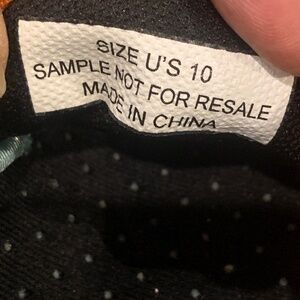 SIZE U'S 10
SAMPLE NOT FOR RESALE
MADE IN CHINA